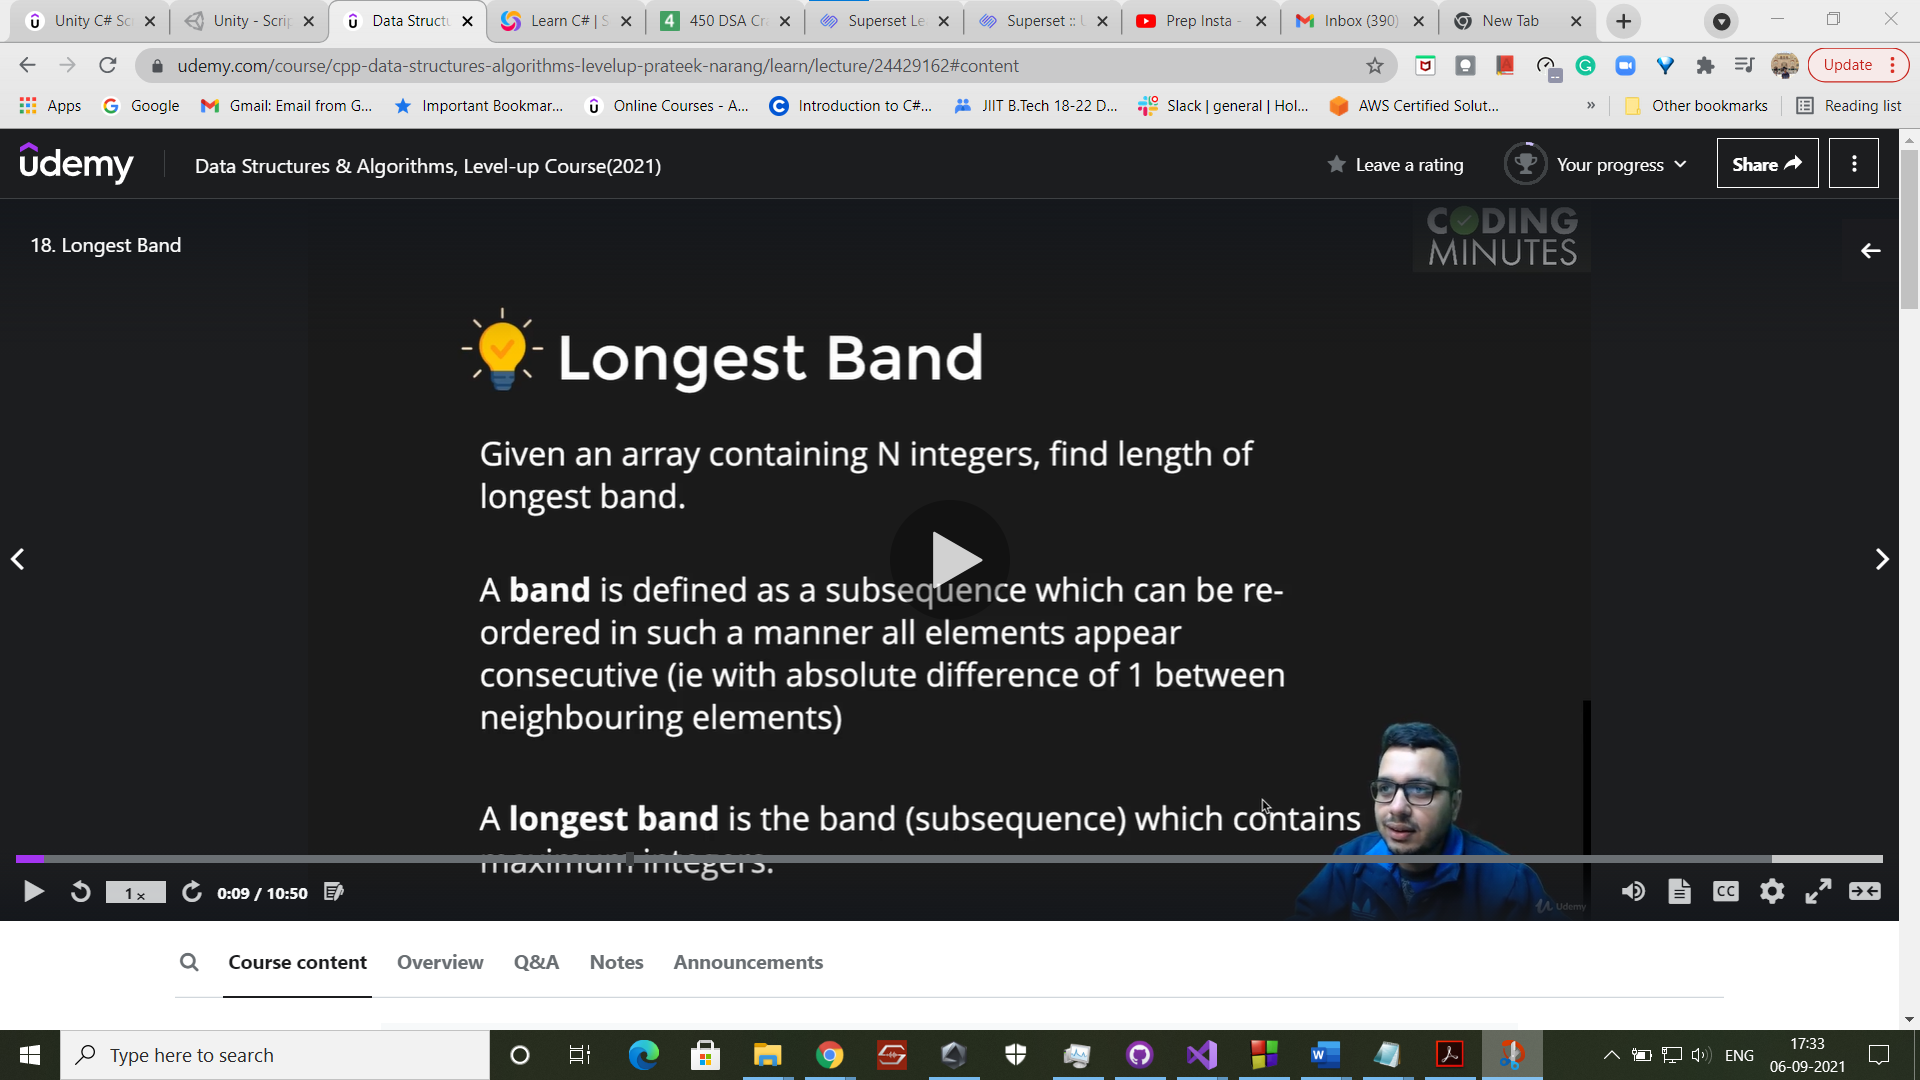 Unity C# Sc
Unity - Scrip
Data Structu
Learn C# | S
450 DSA Cra
Superset Le
Superset :: U
Prep Insta -
Inbox (390)
New Tab
udemy.com/course/cpp-data-structures-algorithms-levelup-prateek-narang/learn/lecture/24429162#content
Update
Apps
Google
Gmail: Email from G...
Important Bookmar...
Online Courses - A...
Introduction to C#...
JIIT B.Tech 18-22 D...
Slack | general | Hol...
AWS Certified Solut...
»
Other bookmarks
Reading list
udemy
Data Structures & Algorithms, Level-up Course(2021)
Leave a rating
Your progress
Share
18. Longest Band
CODING
MINUTES
Longest Band
Given an array containing N integers, find length of
longest band.
A band is defined as a subsequence which can be re-
ordered in such a manner all elements appear
consecutive (ie with absolute difference of 1 between
neighbouring elements)
A longest band is the band (subsequence) which contains
maximum integers.
1 x
0:09 / 10:50
CC
Udemy
Course content
Overview
Q&A
Notes
Announcements
Type here to search
ENG
17:33
06-09-2021